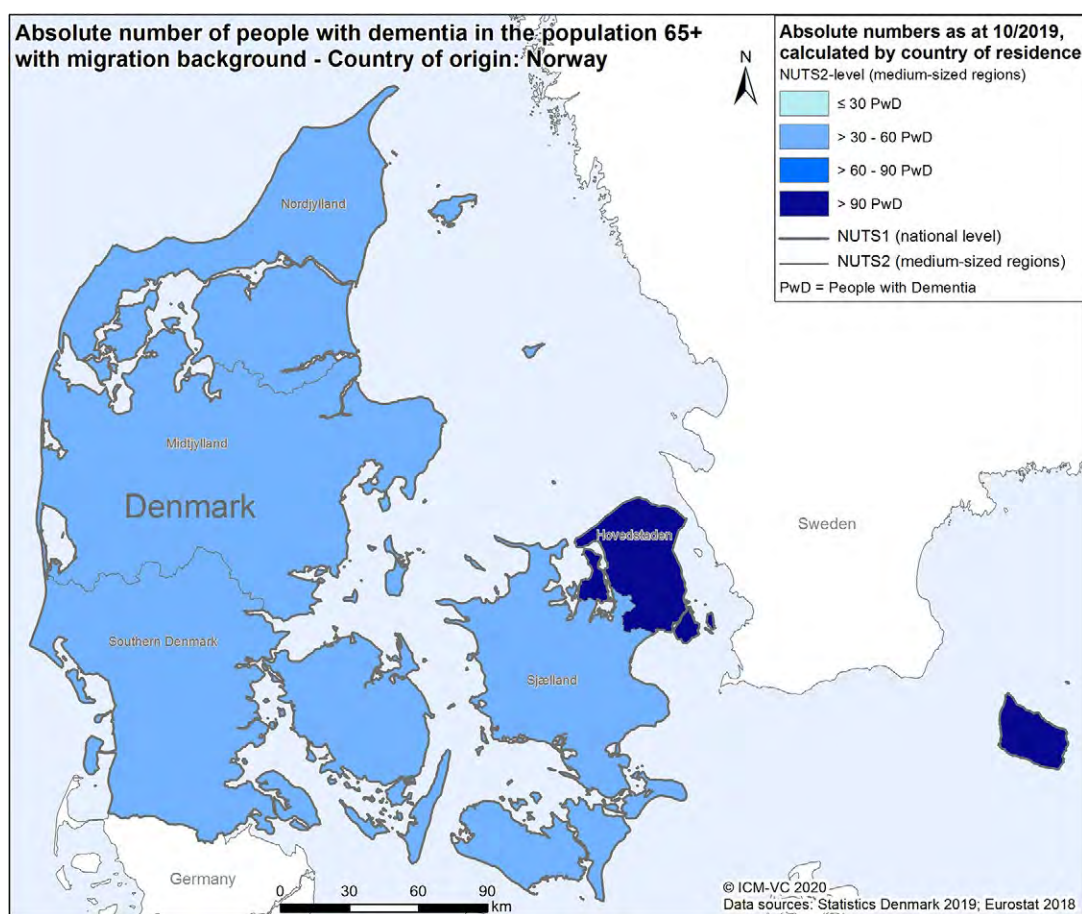 Absolute number of people with dementia in the population 65+
with migration background - Country of origin: Norway
N
Absolute numbers as at 10/2019,
calculated by country of residence
NUTS2-level (medium-sized regions)
≤ 30 PwD
> 30 - 60 PwD
> 60 - 90 PwD
> 90 PwD
NUTS1 (national level)
NUTS2 (medium-sized regions)
PwD = People with Dementia
Nordjylland
Midtjylland
Denmark
Hovedstaden
Sweden
Southern Denmark
Sjælland
Germany
0 30 60 90
km
© ICM-VC 2020
Data sources: Statistics Denmark 2019; Eurostat 2018